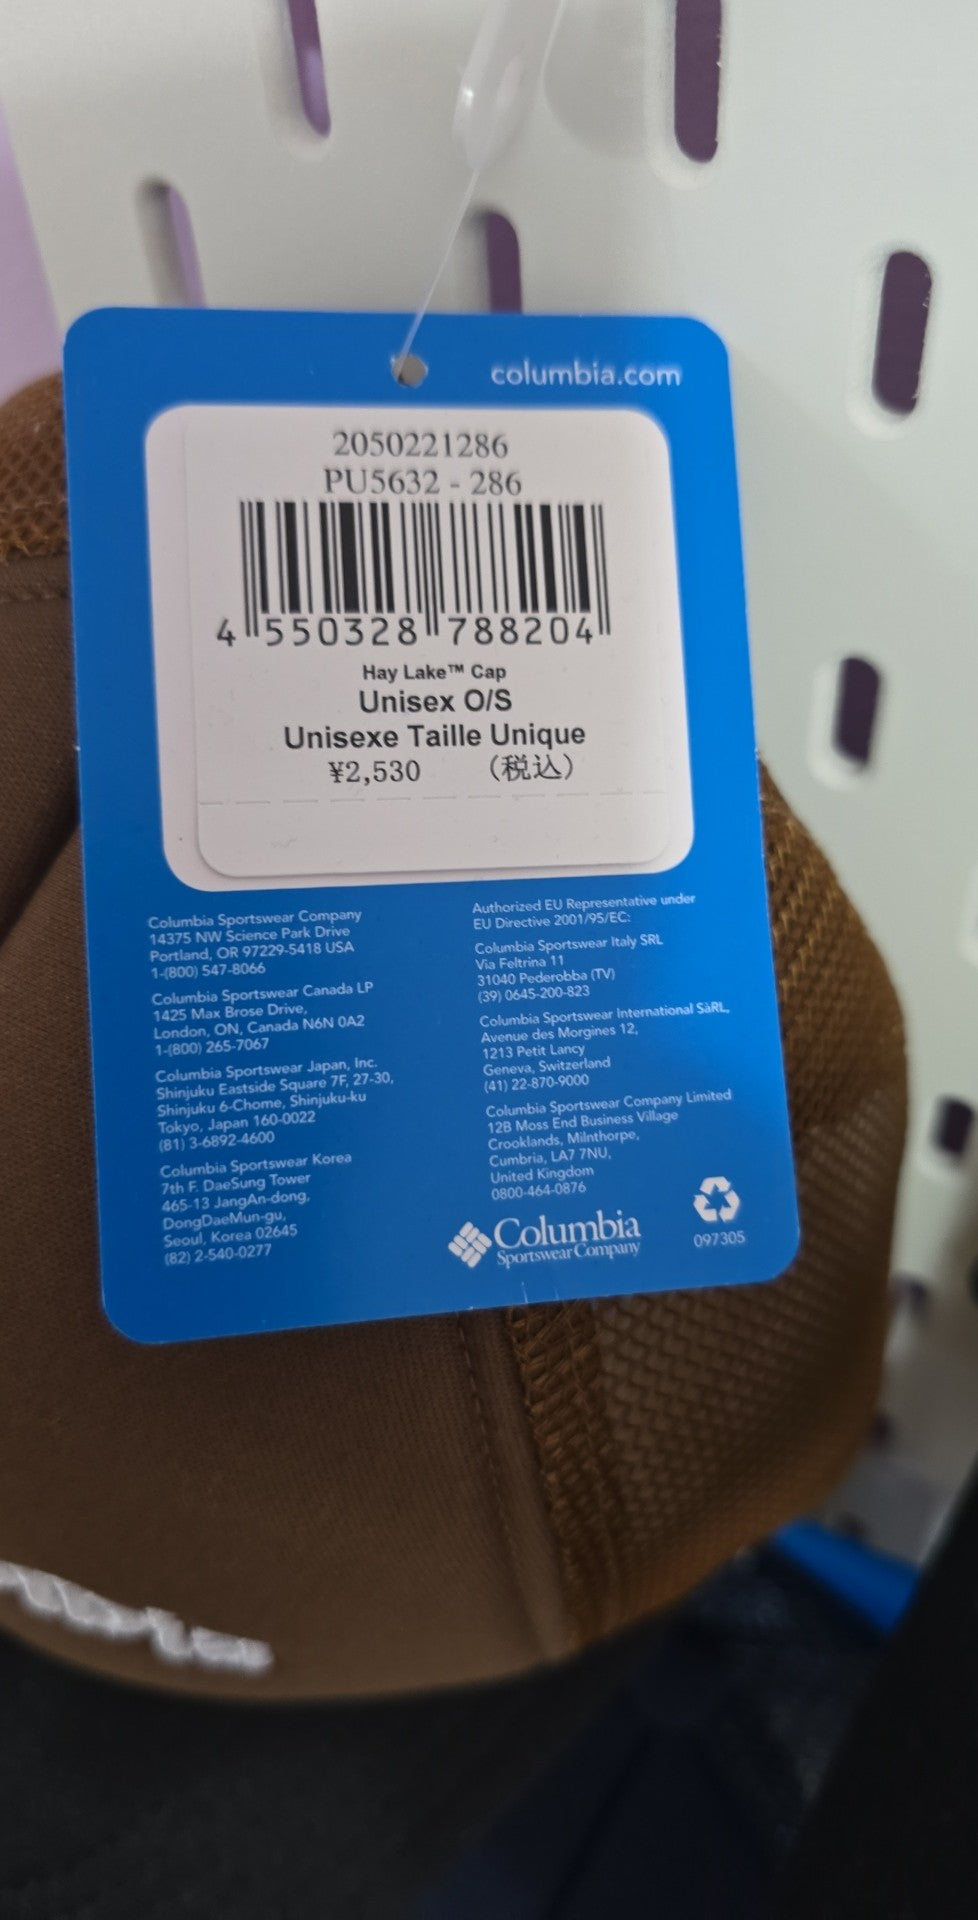 columbia.com
2050221286
PU5632 - 286
4 550328 788204
Hay Lake™ Cap
Unisex O/S
Unisexe Taille Unique
¥2,530 (税込)
Columbia Sportswear Company
14375 NW Science Park Drive
Portland, OR 97229-5418 USA
1-(800) 547-8066
Columbia Sportswear Canada LP
1425 Max Brose Drive,
London, ON, Canada N6N 0A2
1-(800) 265-7067
Columbia Sportswear Japan, Inc.
Shinjuku Eastside Square 7F, 27-30,
Shinjuku 6-Chome, Shinjuku-ku
Tokyo, Japan 160-0022
(81) 3-6892-4600
Columbia Sportswear Korea
7th F. DaeSung Tower
465-13 JangAn-dong,
DongDaeMun-gu,
Seoul, Korea 02645
(82) 2-540-0277
Authorized EU Representative under
EU Directive 2001/95/EC:
Columbia Sportswear Italy SRL
Via Feltrina 11
31040 Pederobba (TV)
(39) 0645-200-823
Columbia Sportswear International SàRL,
Avenue des Morgines 12,
1213 Petit Lancy
Geneva, Switzerland
(41) 22-870-9000
Columbia Sportswear Company Limited
12B Moss End Business Village
Crooklands, Milnthorpe,
Cumbria, LA7 7NU,
United Kingdom
0800-464-0876
Columbia
Sportswear Company
097305